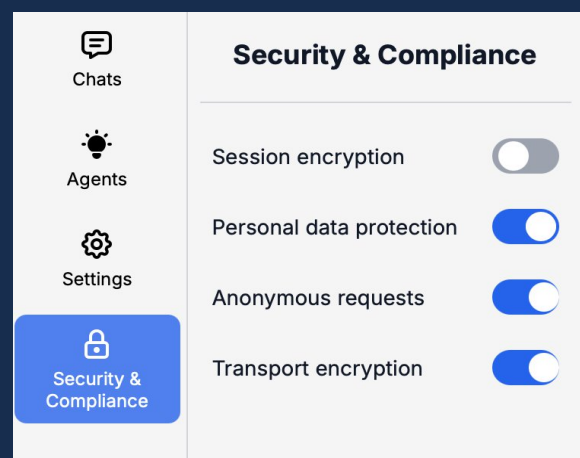 Chats
Agents
Settings
Security &
Compliance
Security & Compliance
Session encryption
Personal data protection
Anonymous requests
Transport encryption